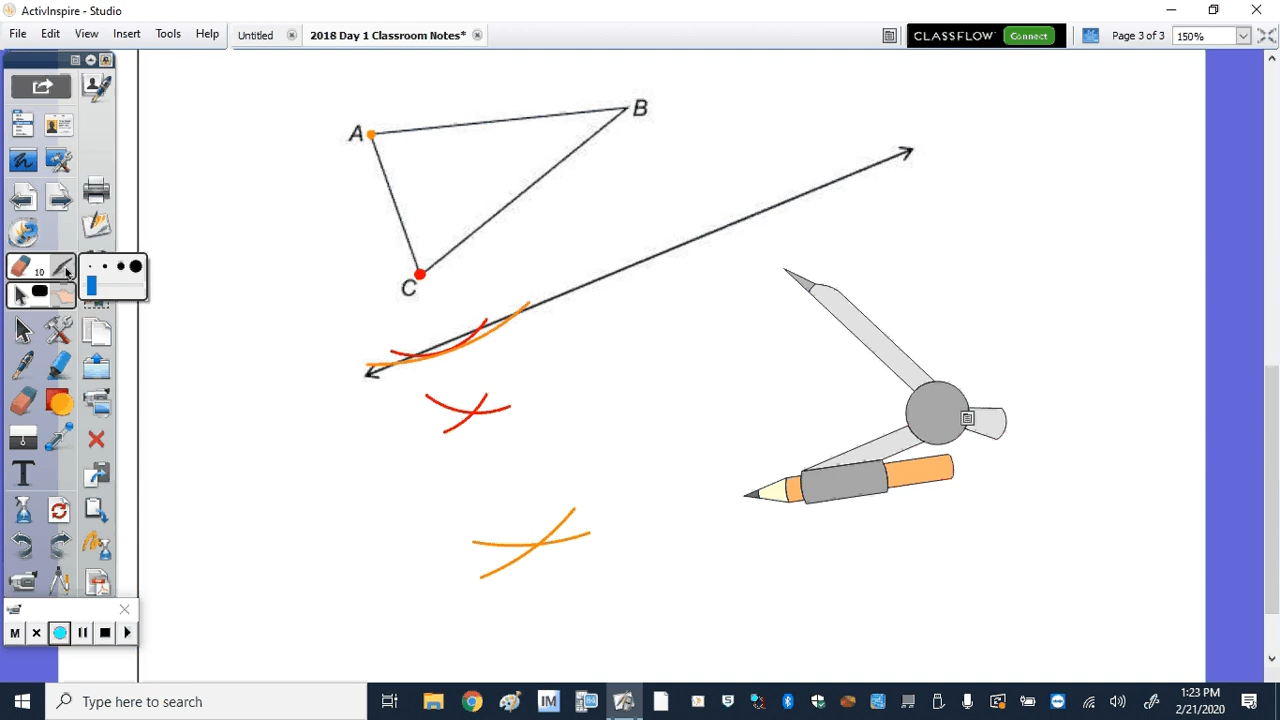 ActivInspire - Studio
File Edit View Insert Tools Help
Untitled
2018 Day 1 Classroom Notes*
CLASSFLOW Connect
Page 3 of 3
150%
B
A
C
10
T
M
IM
Type here to search
1:23 PM
2/21/2020